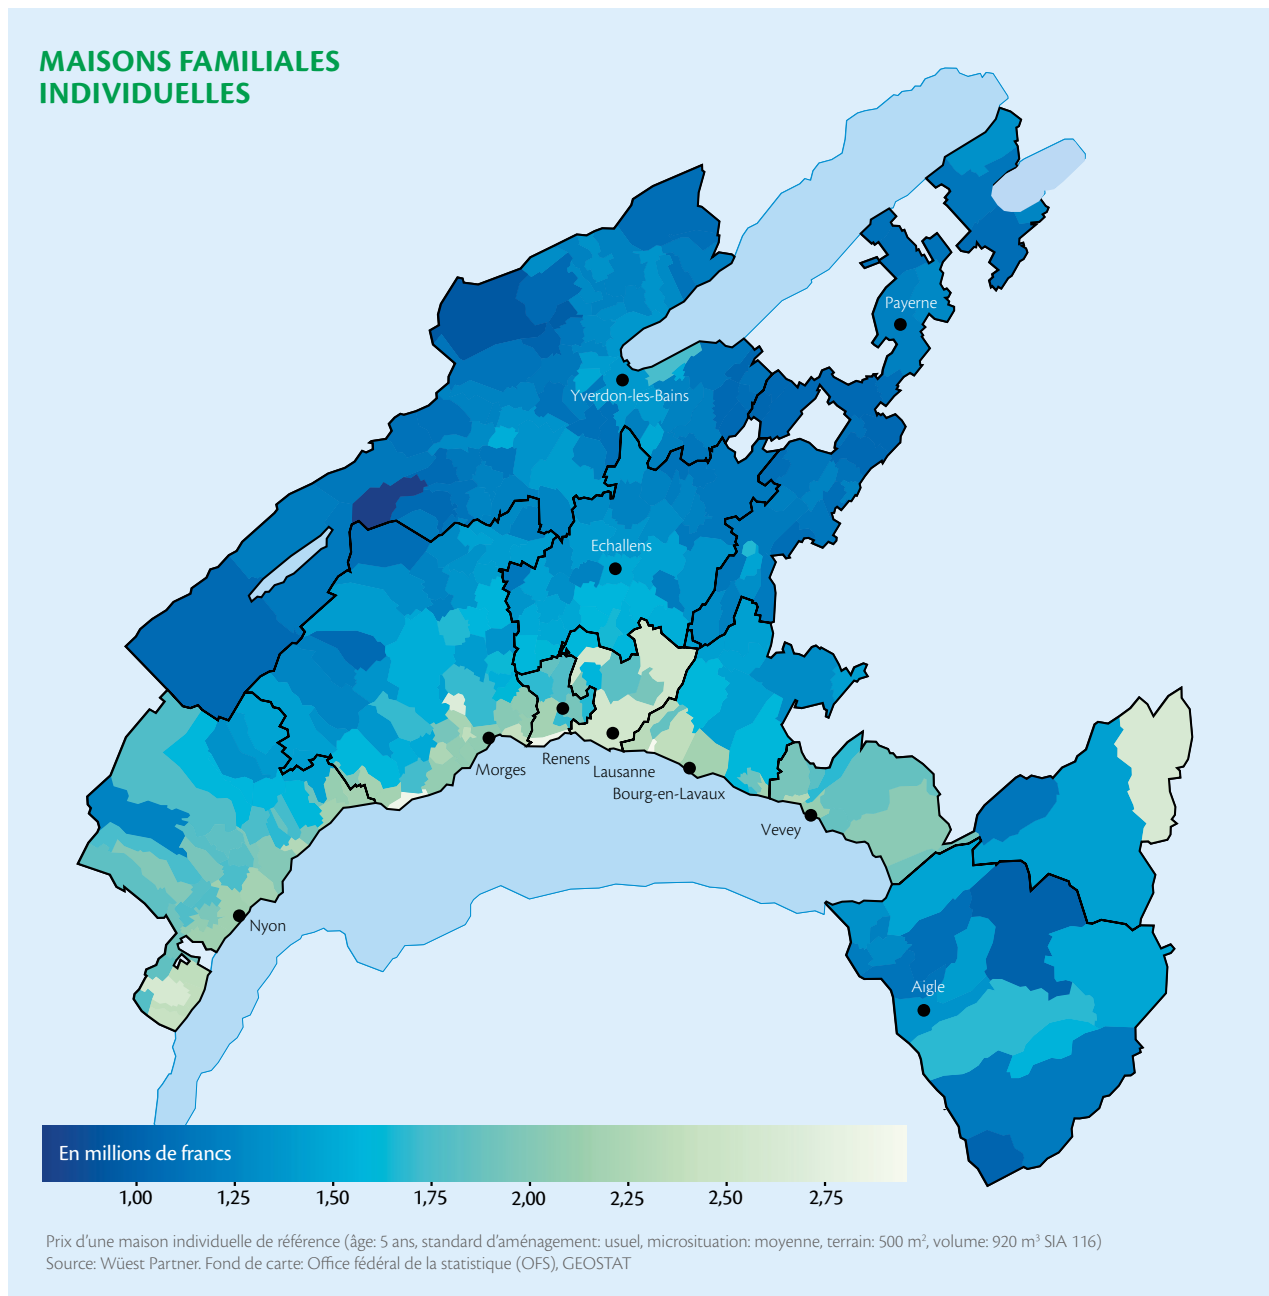 MAISONS FAMILIALES
INDIVIDUELLES
Payerne
Yverdon-les-Bains
Echallens
Morges
Renens
Lausanne
Bourg-en-Lavaux
Vevey
Nyon
Aigle
En millions de francs
1,00 1,25 1,50 1,75 2,00 2,25 2,50 2,75
Prix d’une maison individuelle de référence (âge: 5 ans, standard d’aménagement: usuel, microsituation: moyenne, terrain: 500 m², volume: 920 m³ SIA 116)
Source: Wüest Partner. Fond de carte: Office fédéral de la statistique (OFS), GEOSTAT